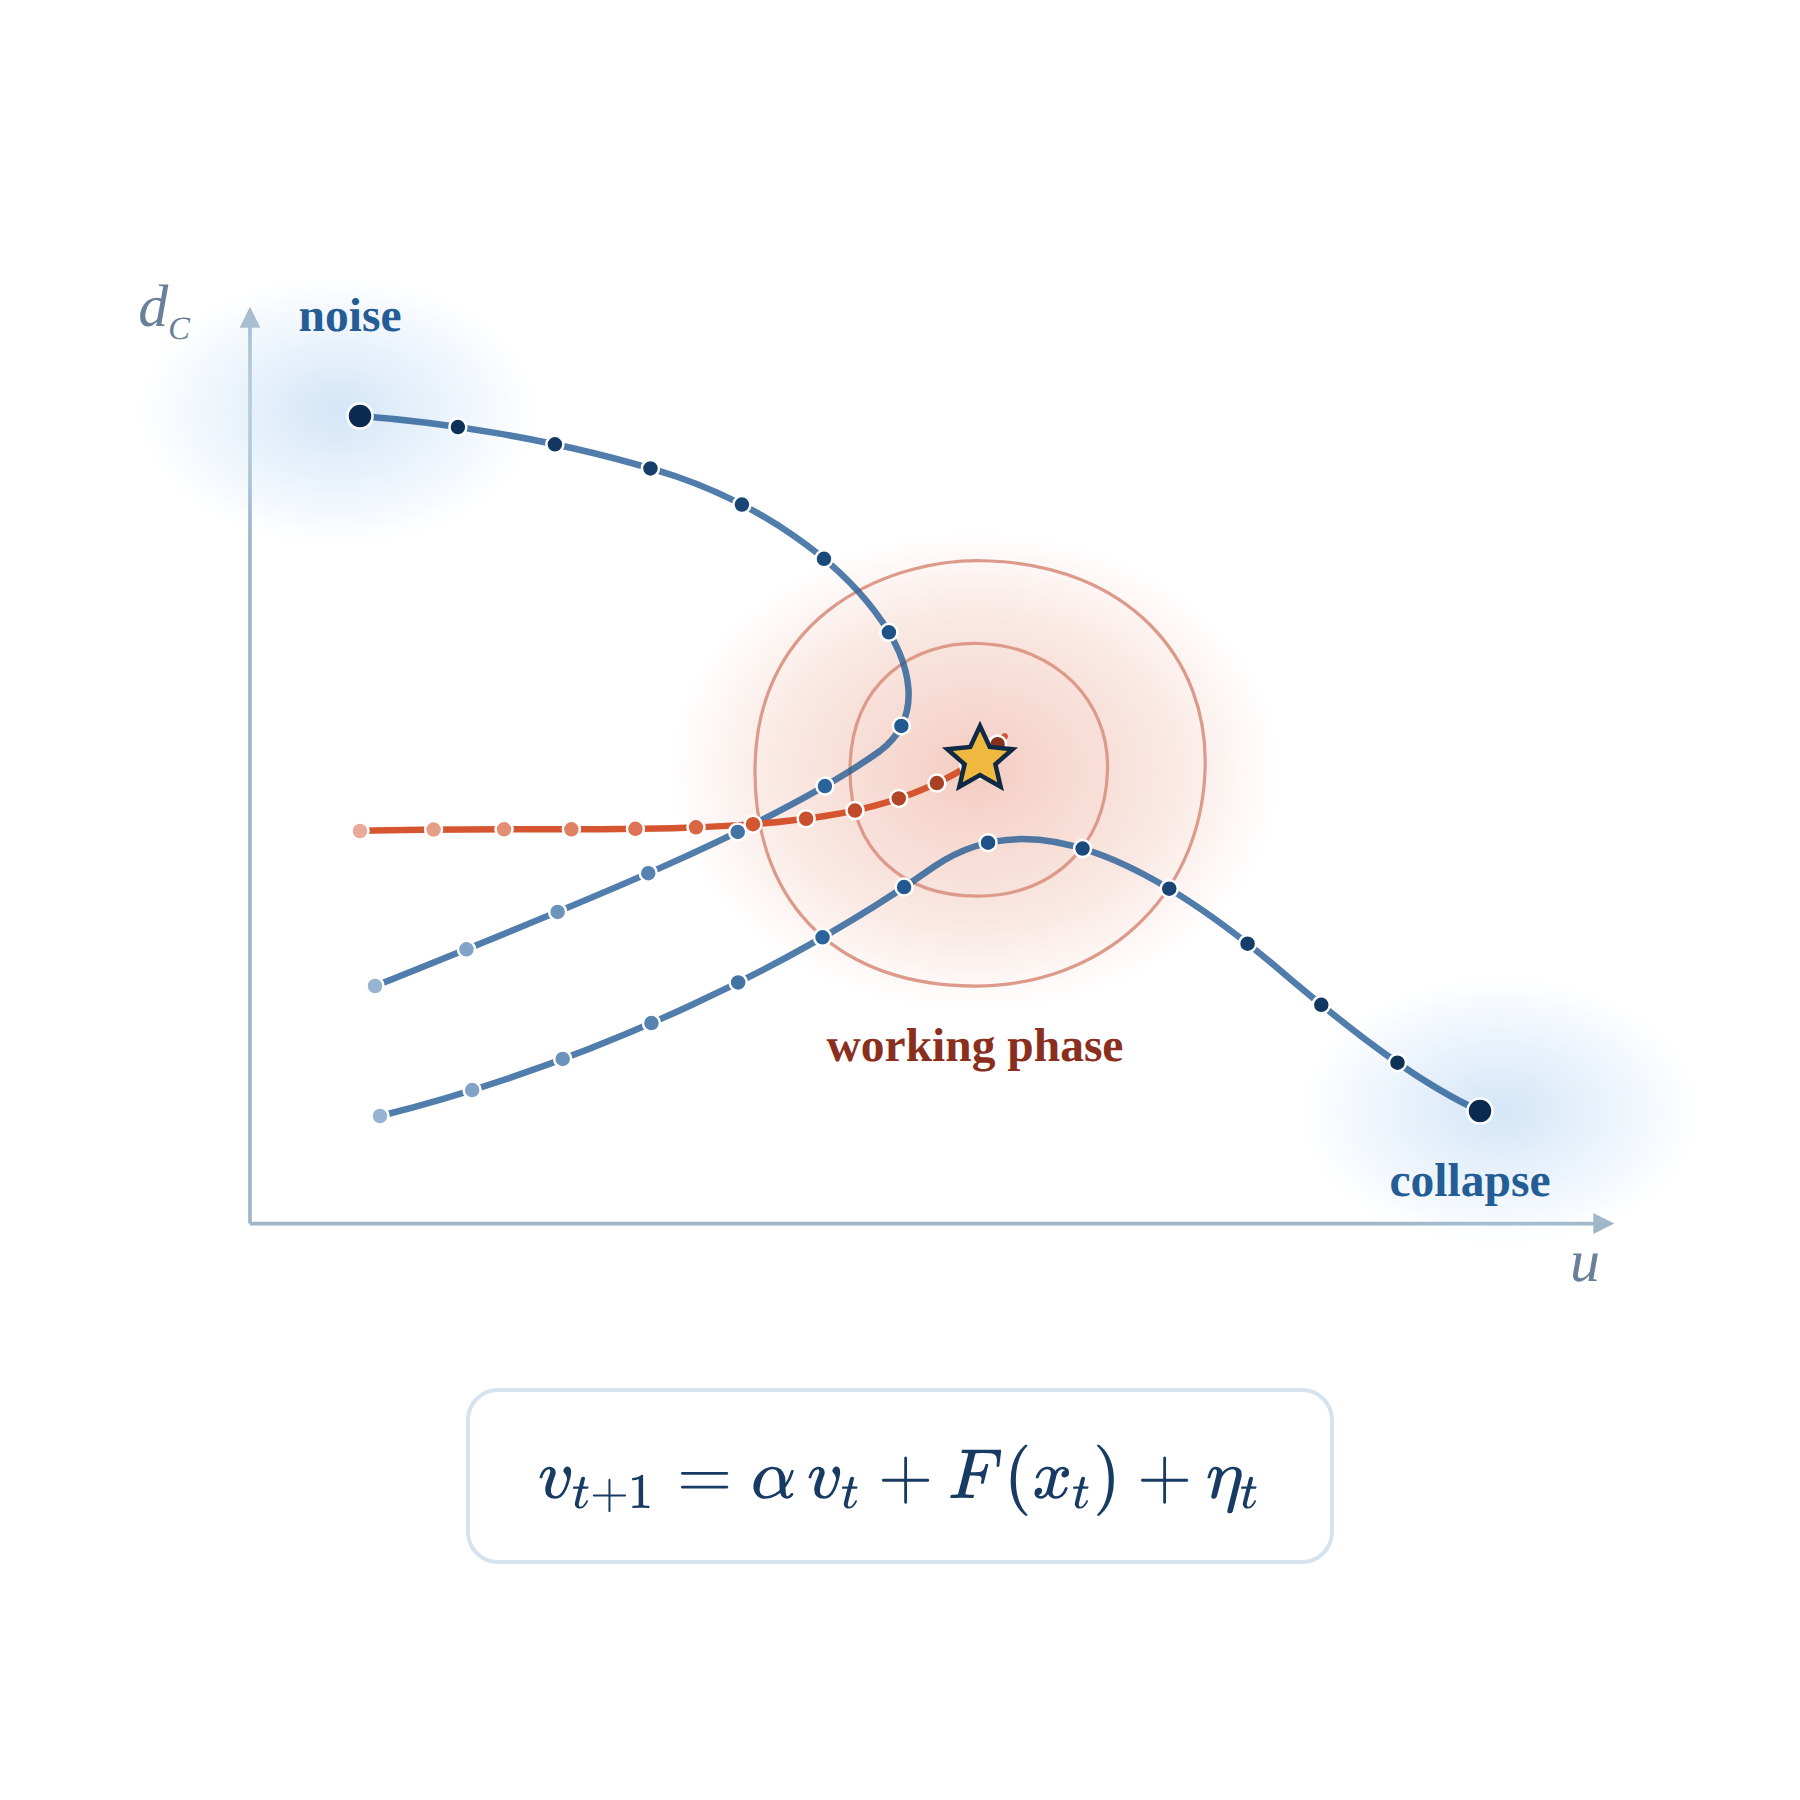 d_C
noise
working phase
collapse
u
v_{t+1} = α v_t + F(x_t) + η_t